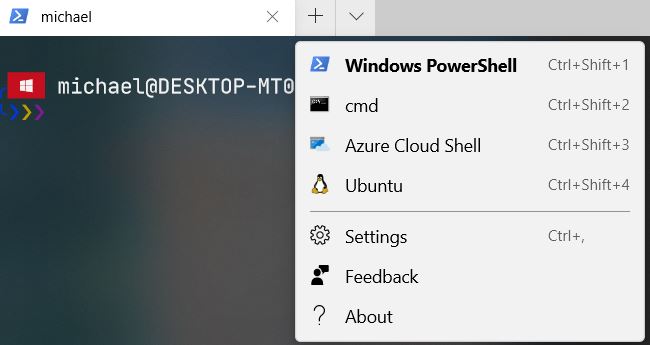 michael
michael@DESKTOP-MT0
Windows PowerShell Ctrl+Shift+1
cmd Ctrl+Shift+2
Azure Cloud Shell Ctrl+Shift+3
Ubuntu Ctrl+Shift+4
Settings Ctrl+,
Feedback
About